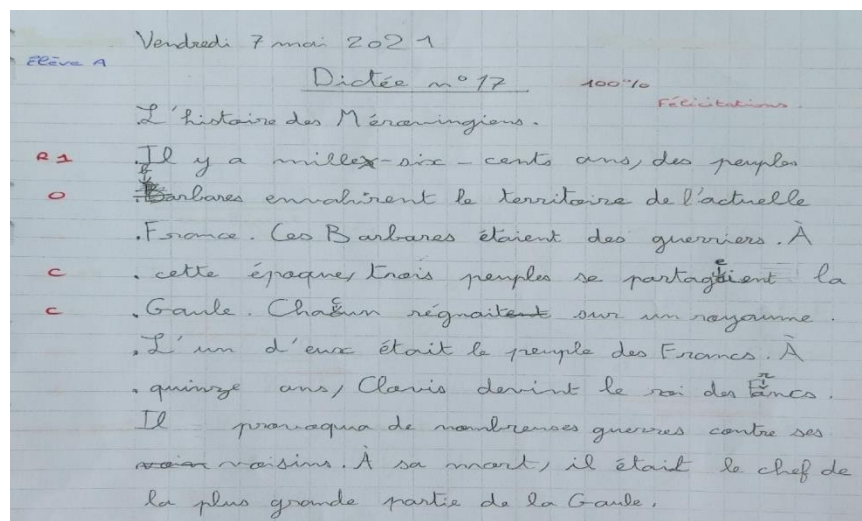 Vendredi 7 mai 2021
Elève A
Dictée n°17 100%
Félicitations.
L'histoire des Mérovingiens.
R1 .Il y a mille-six-cents ans, des peuples
O .Barbares envahirent le territoire de l'actuelle
.France. Ces Barbares étaient des guerriers. À
C . cette époque, trois peuples se partageaient la
C . Gaule. Chacun régnait sur un royaume.
.L'un d'eux était le peuple des Francs. À
. quinze ans, Clovis devint le roi des Francs.
Il provoqua de nombreuses guerres contre ses
voisins. À sa mort, il était le chef de
la plus grande partie de la Gaule.